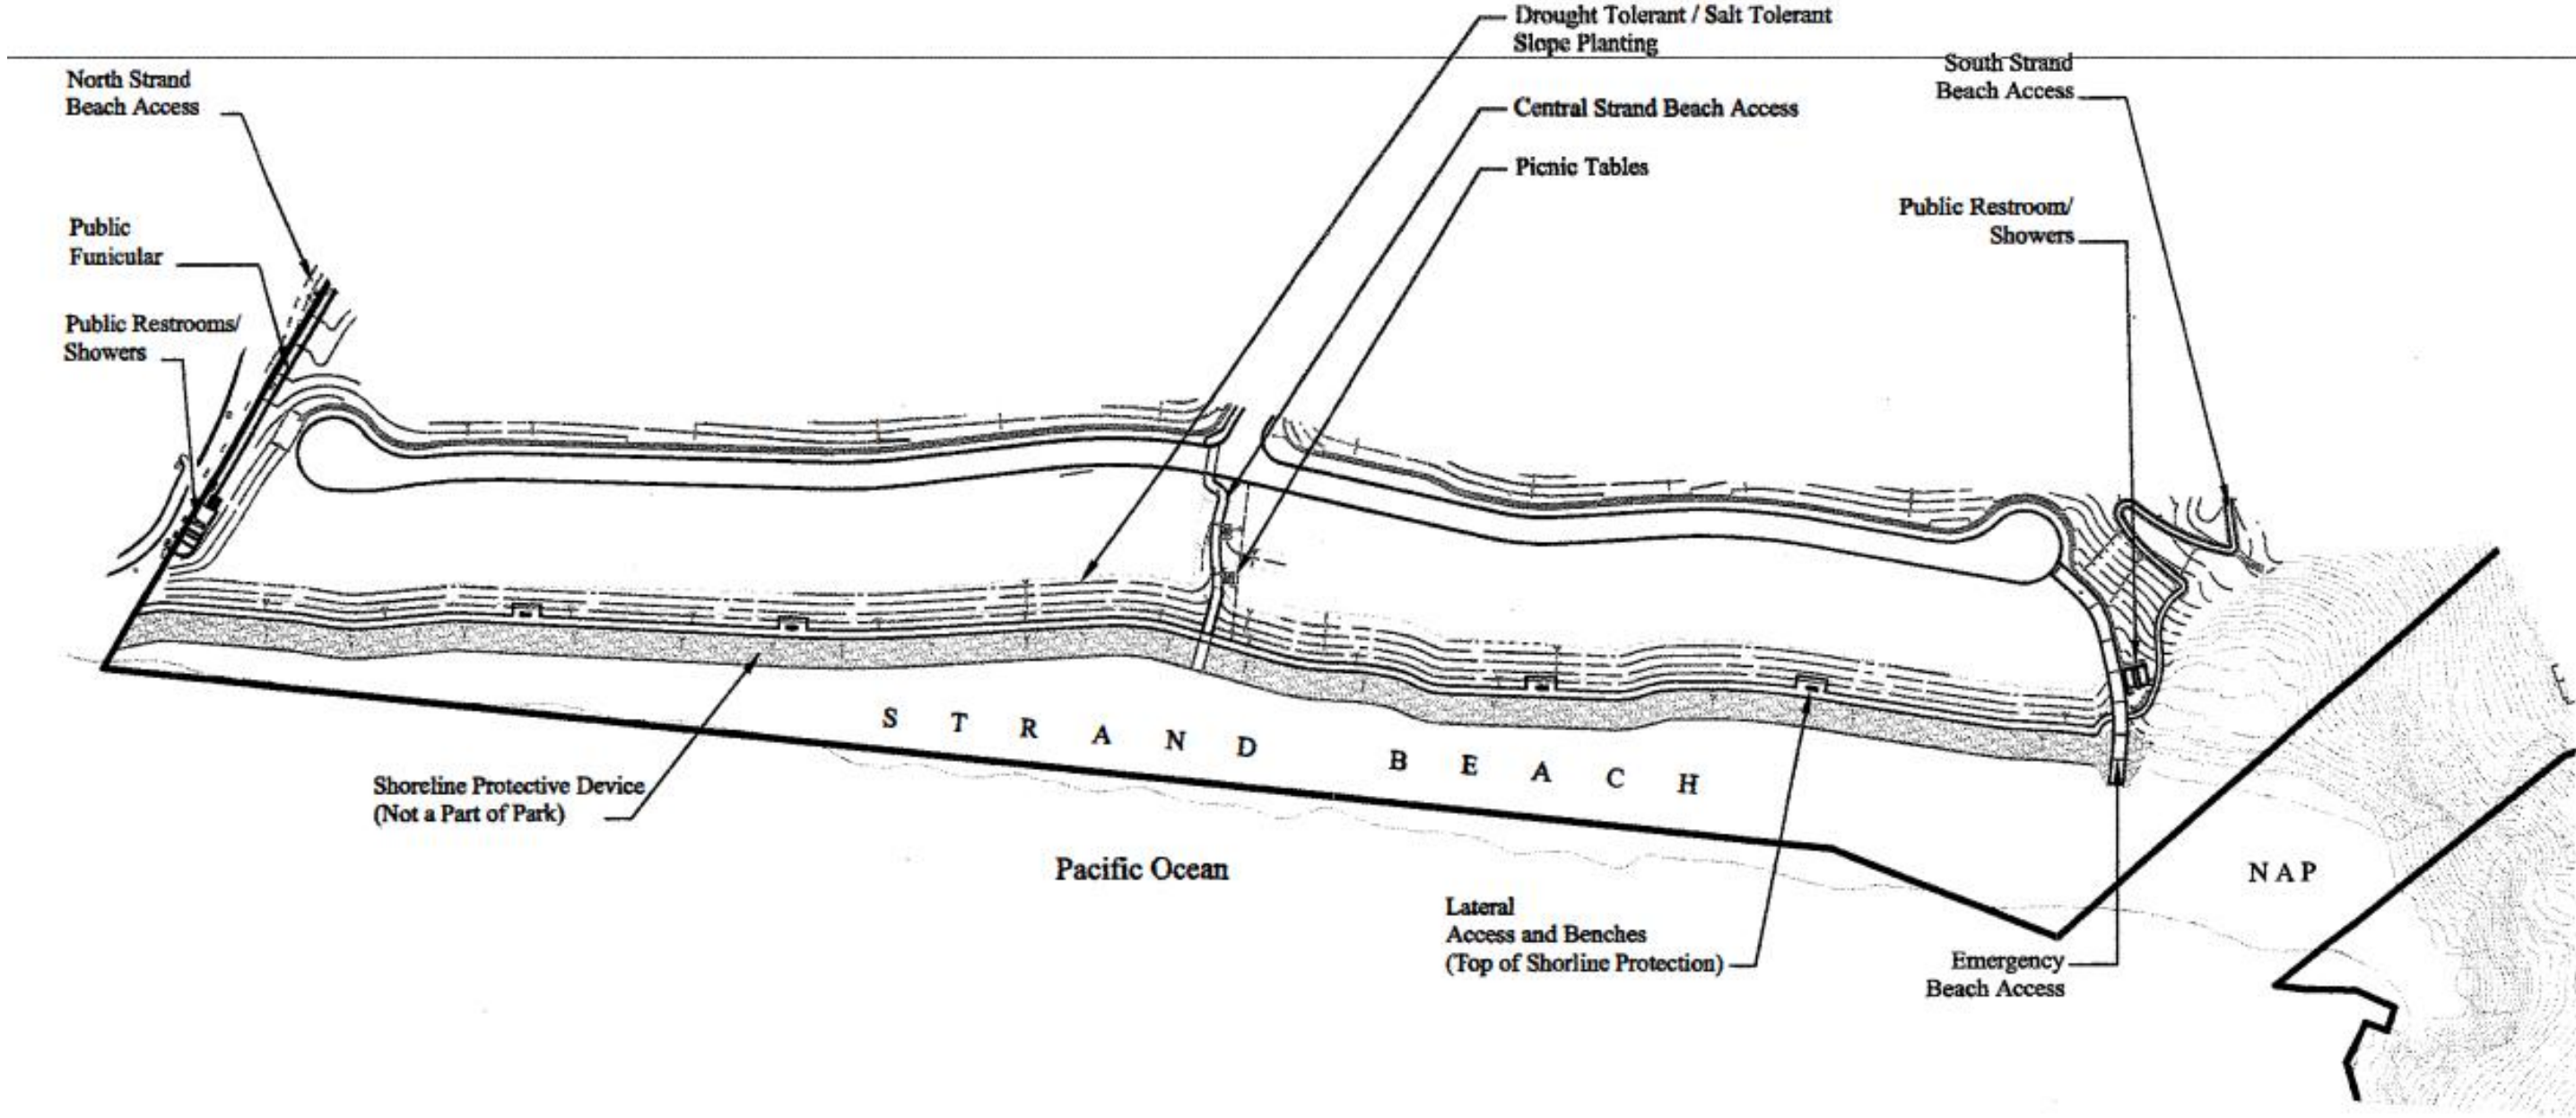 Drought Tolerant / Salt Tolerant
Slope Planting
North Strand
Beach Access
Central Strand Beach Access
South Strand
Beach Access
Picnic Tables
Public
Funicular
Public Restroom/
Showers
Public Restrooms/
Showers
STRAND BEACH
Shoreline Protective Device
(Not a Part of Park)
Pacific Ocean
NAP
Lateral
Access and Benches
(Top of Shorline Protection)
Emergency
Beach Access